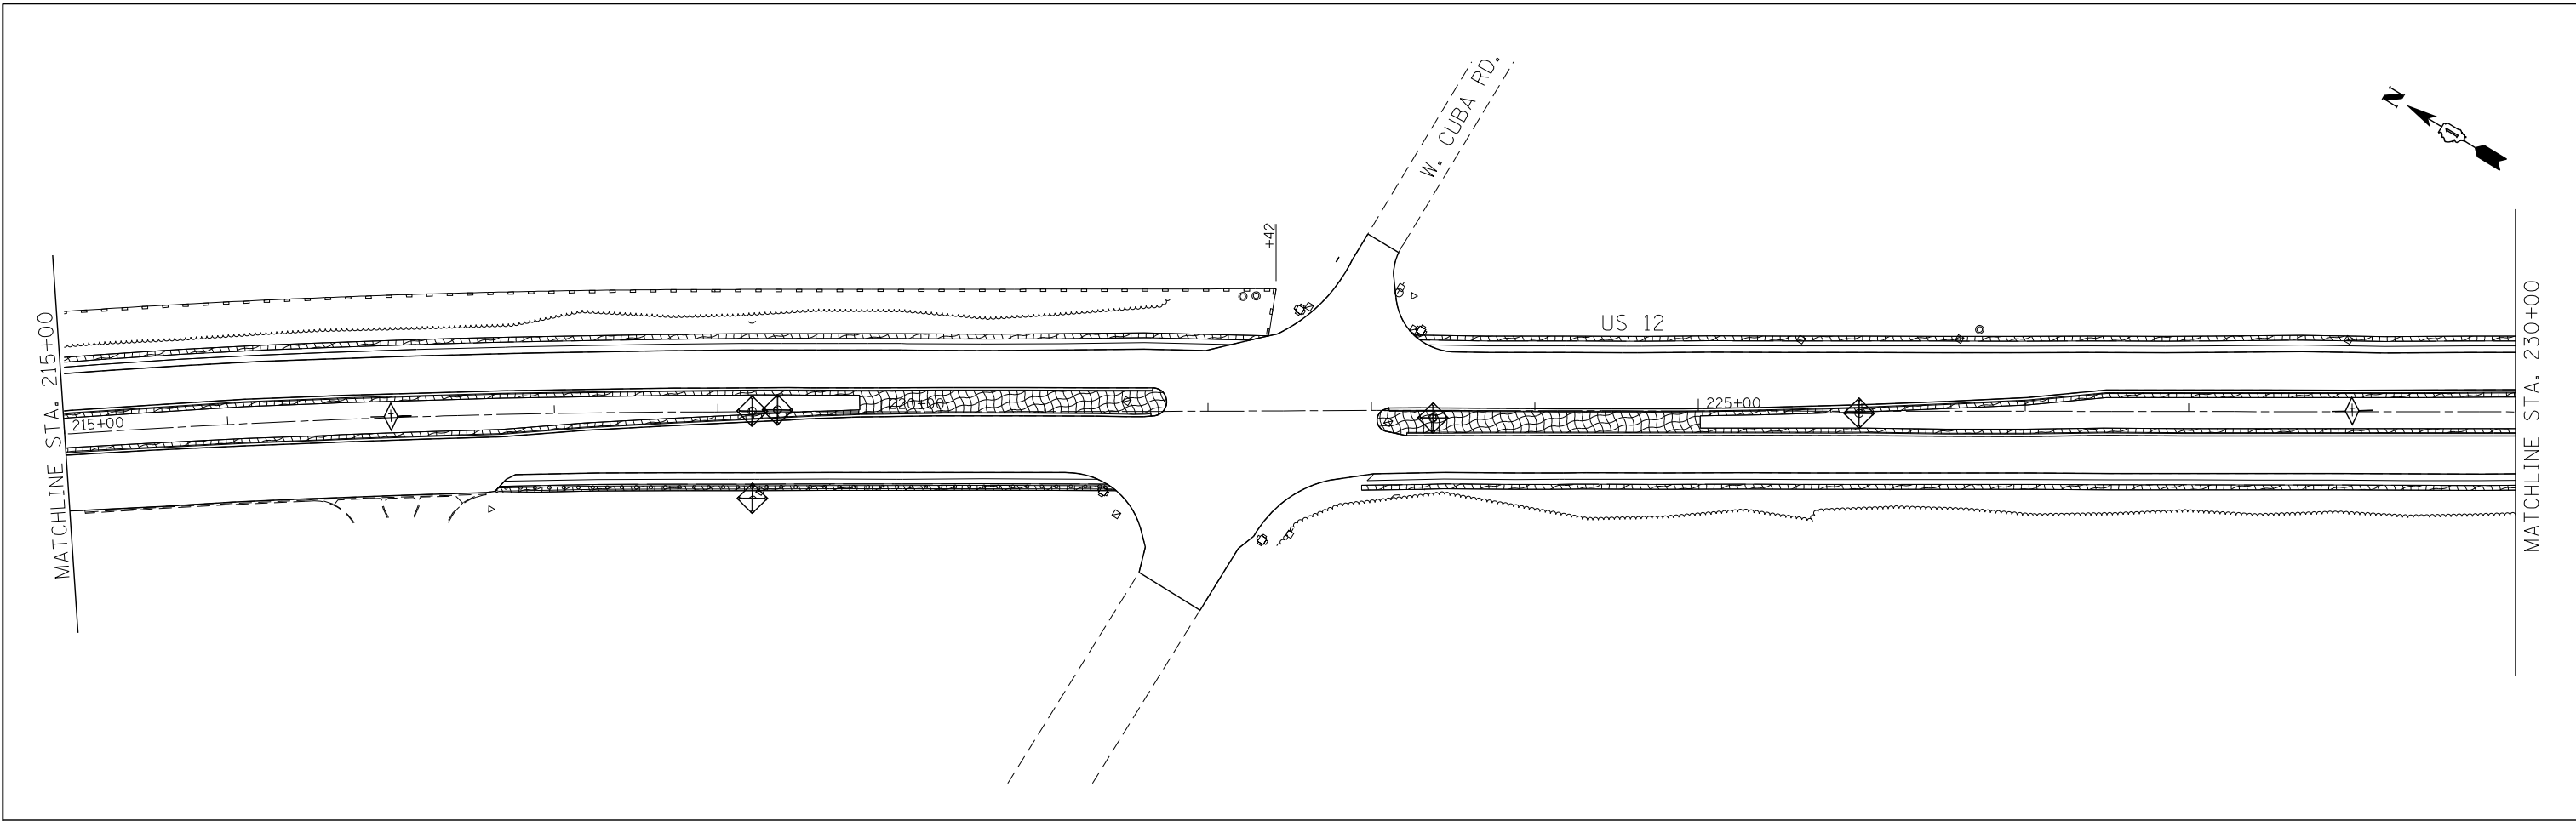 W. CUBA RD.
N
+42
US 12
MATCHLINE STA. 215+00
215+00
220+00
225+00
MATCHLINE STA. 230+00